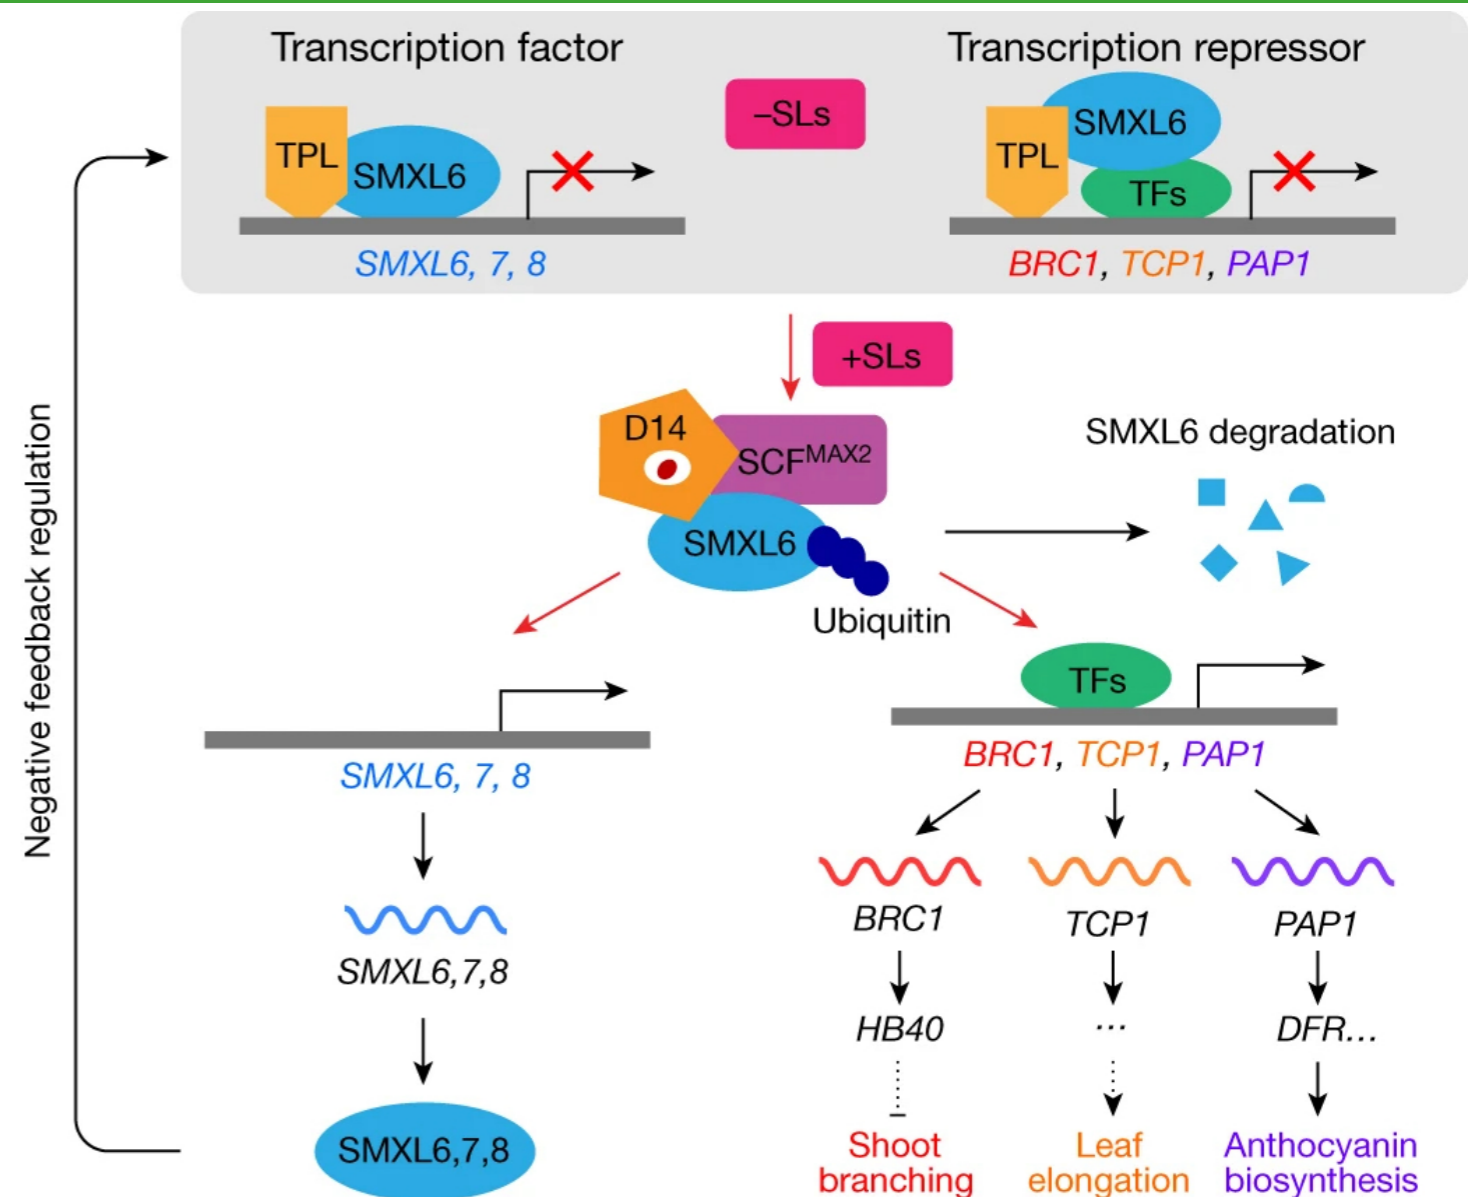 Transcription factor
Transcription repressor
–SLs
TPL
SMXL6
SMXL6, 7, 8
SMXL6
TPL
TFs
BRC1, TCP1, PAP1
+SLs
D14
SCFMAX2
SMXL6
Ubiquitin
SMXL6 degradation
Negative feedback regulation
SMXL6, 7, 8
SMXL6,7,8
SMXL6,7,8
TFs
BRC1, TCP1, PAP1
BRC1
TCP1
PAP1
HB40
...
DFR...
Shoot
branching
Leaf
elongation
Anthocyanin
biosynthesis